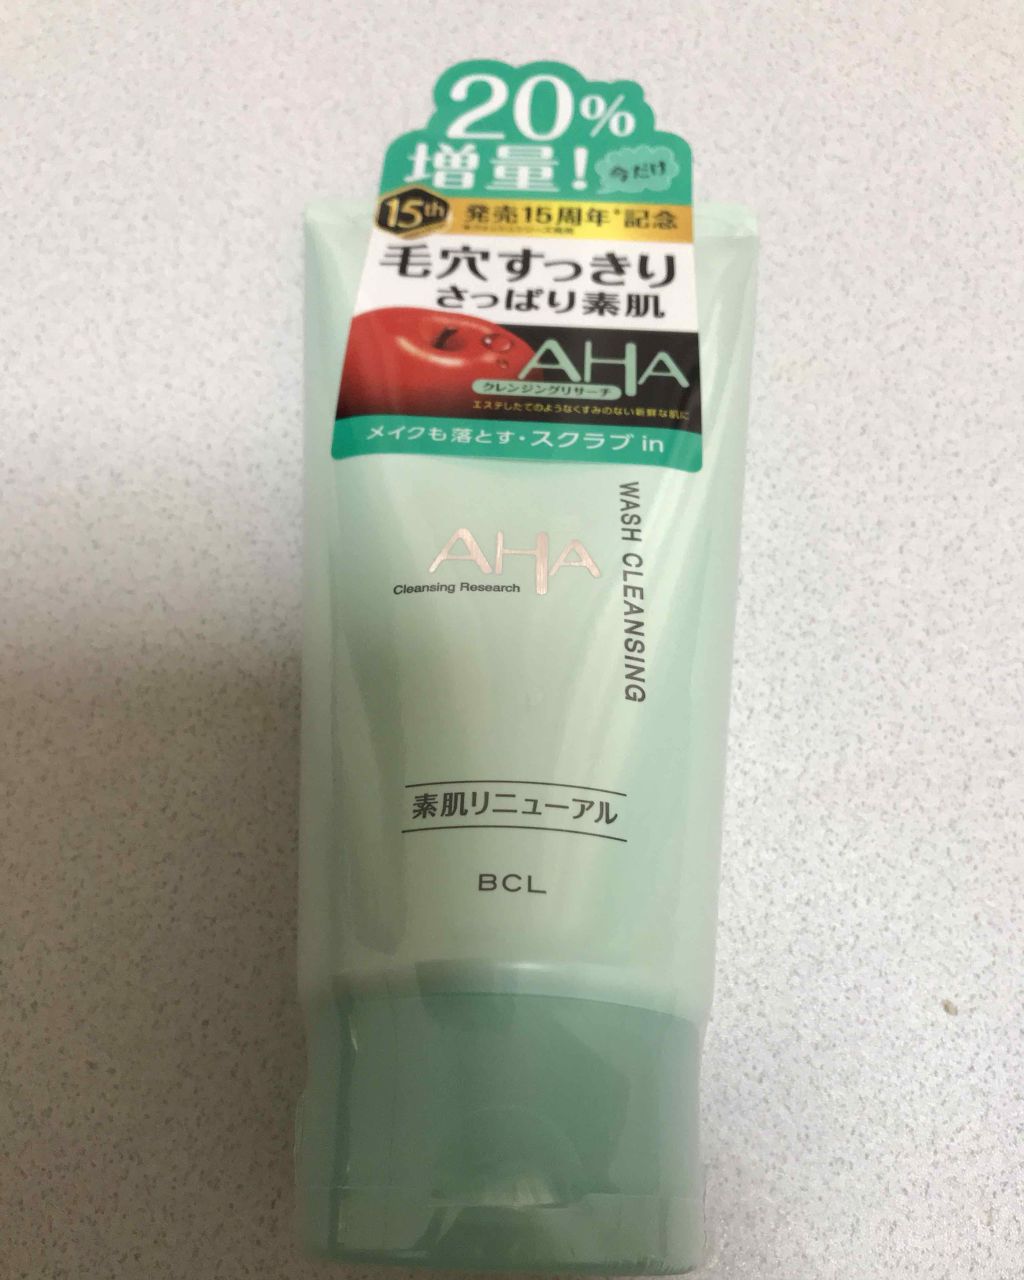 20%
増量!
今だけ
15th
発売15周年*記念
毛穴すっきり
さっぱり素肌
AHA
クレンジングリサーチ
エステしたてのようなくすみのない新鮮な肌に
メイクも落とす・スクラブin
WASH CLEANSING
AHA
Cleansing Research
素肌リニューアル
BCL